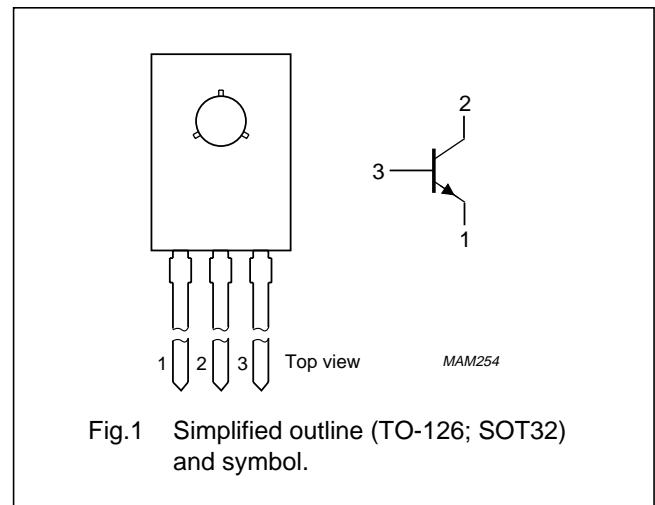 2
3
1
1 2 3 Top view MAM254
Fig.1 Simplified outline (TO-126; SOT32)
and symbol.